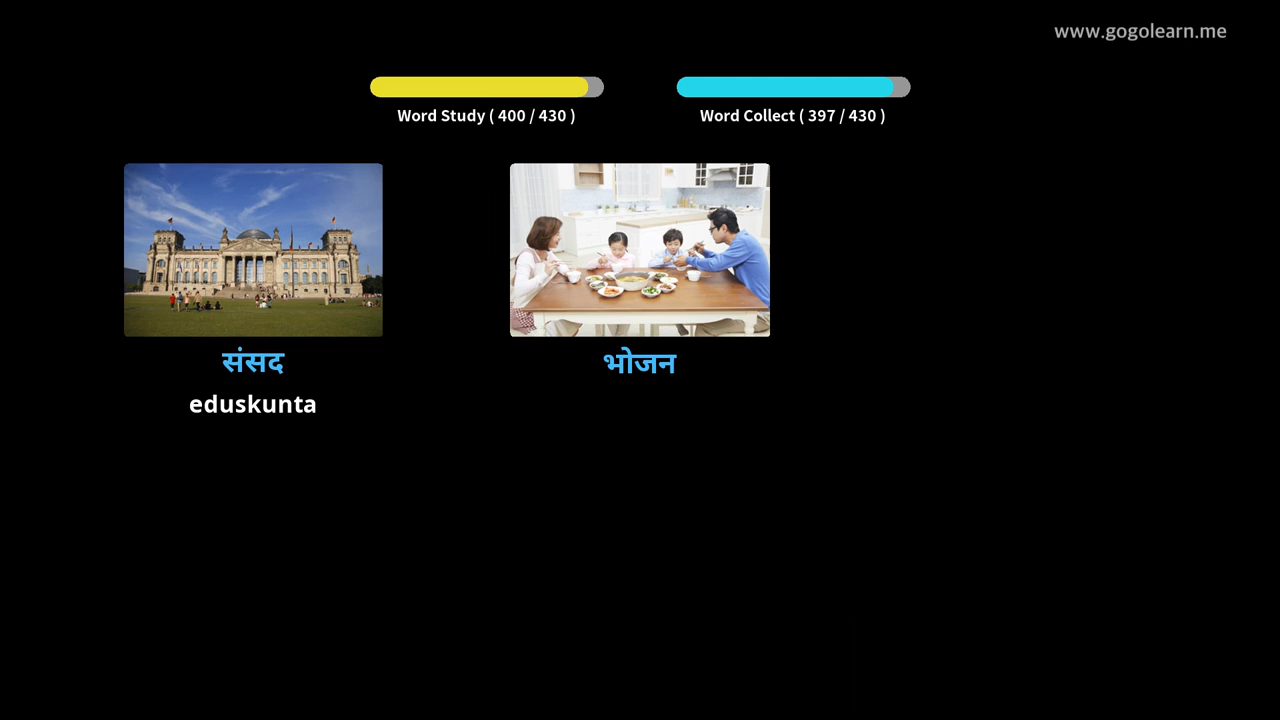 www.gogolearn.me
Word Study ( 400 / 430 )
Word Collect ( 397 / 430 )
संसद
भोजन
eduskunta